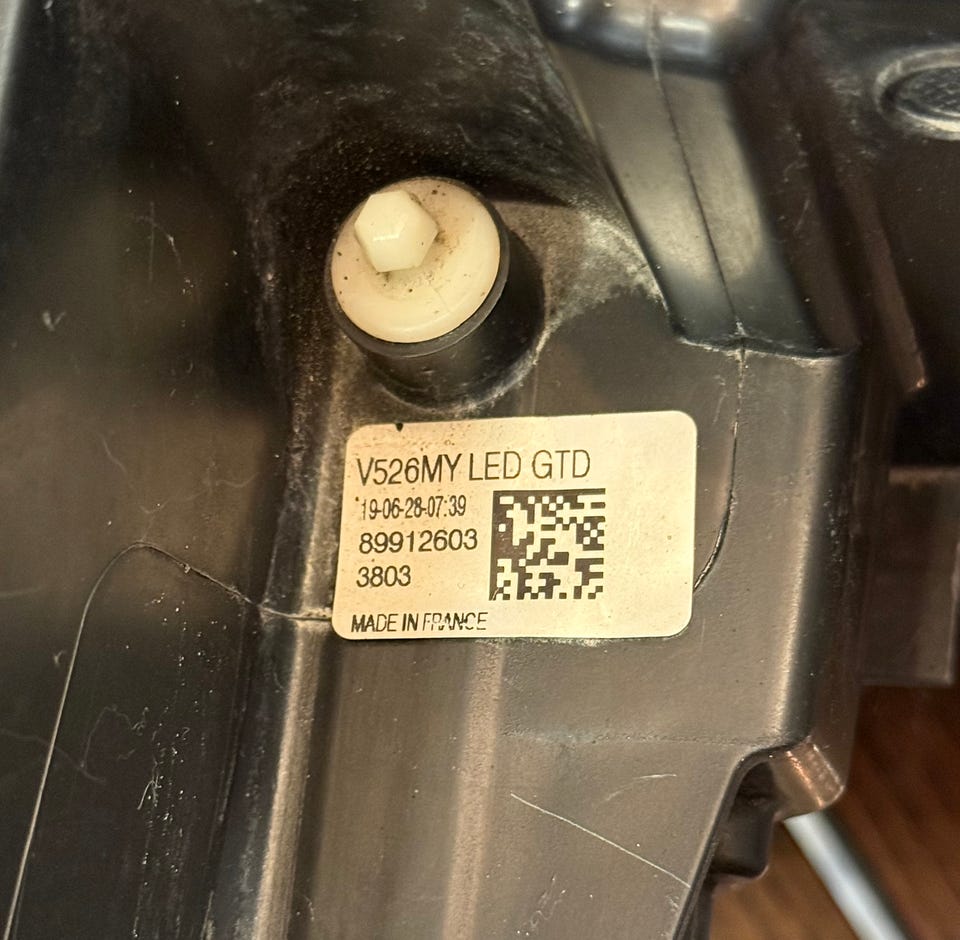 V526MY LED GTD
19-06-28-07:39
89912603
3803
MADE IN FRANCE